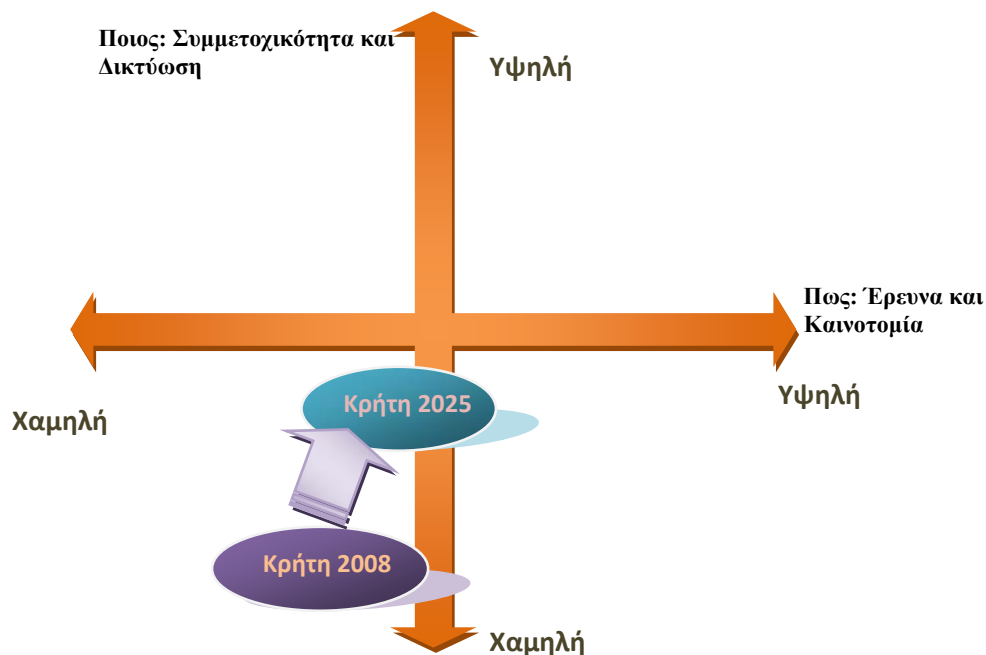 Ποιος: Συμμετοχικότητα και
Δικτύωση
Υψηλή
Πως: Έρευνα και
Καινοτομία
Υψηλή
Χαμηλή
Κρήτη 2025
Κρήτη 2008
Χαμηλή